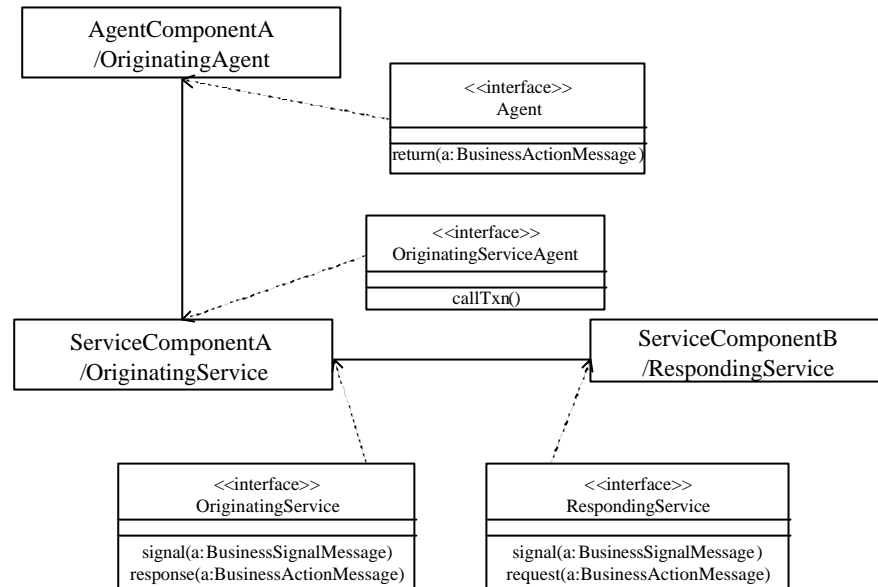 AgentComponentA
/OriginatingAgent
<<interface>>
Agent
return(a:BusinessActionMessage)
<<interface>>
OriginatingServiceAgent
callTxn()
ServiceComponentA
/OriginatingService
ServiceComponentB
/RespondingService
<<interface>>
OriginatingService
signal(a:BusinessSignalMessage)
response(a:BusinessActionMessage)
<<interface>>
RespondingService
signal(a:BusinessSignalMessage)
request(a:BusinessActionMessage)